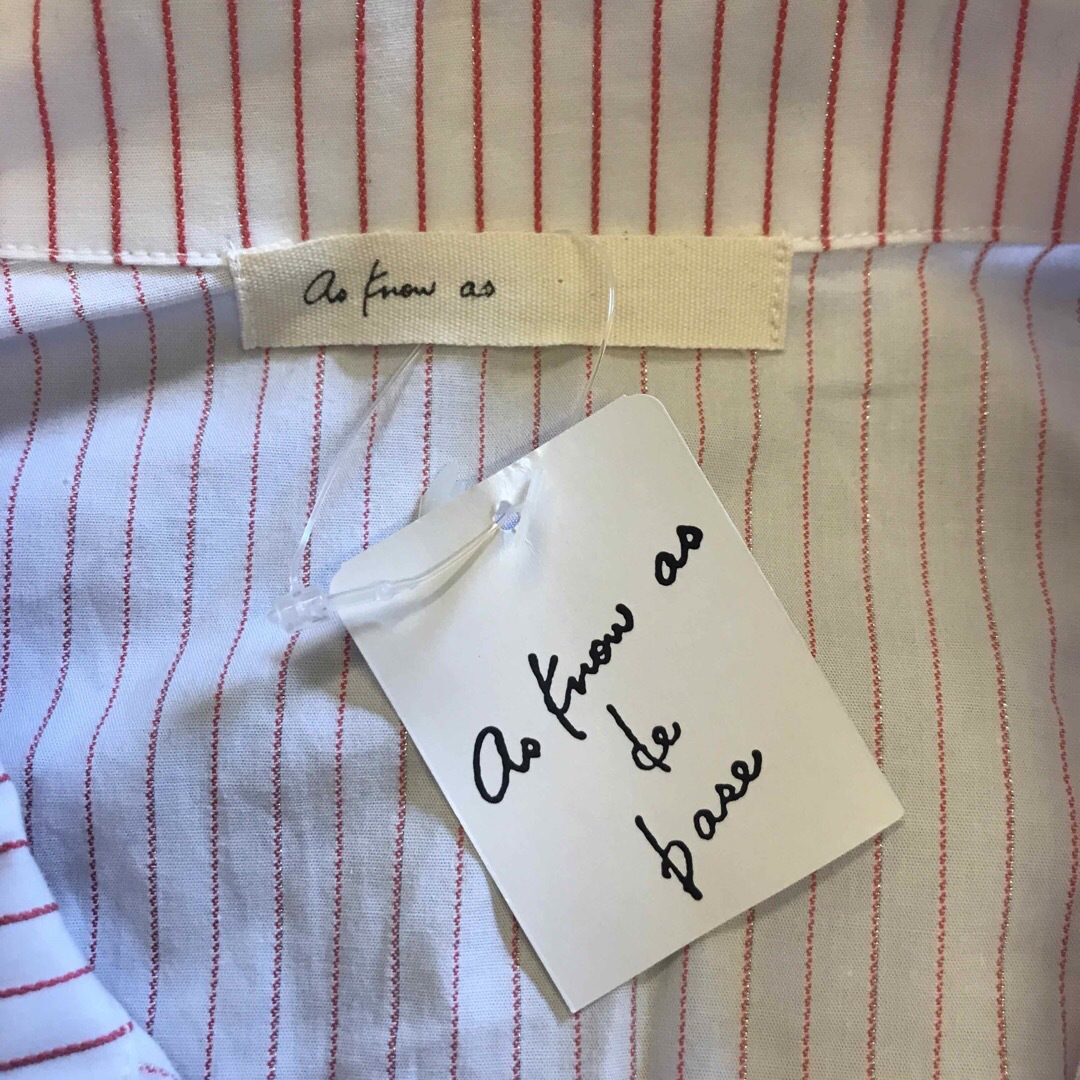 as know as
as know as
de
base